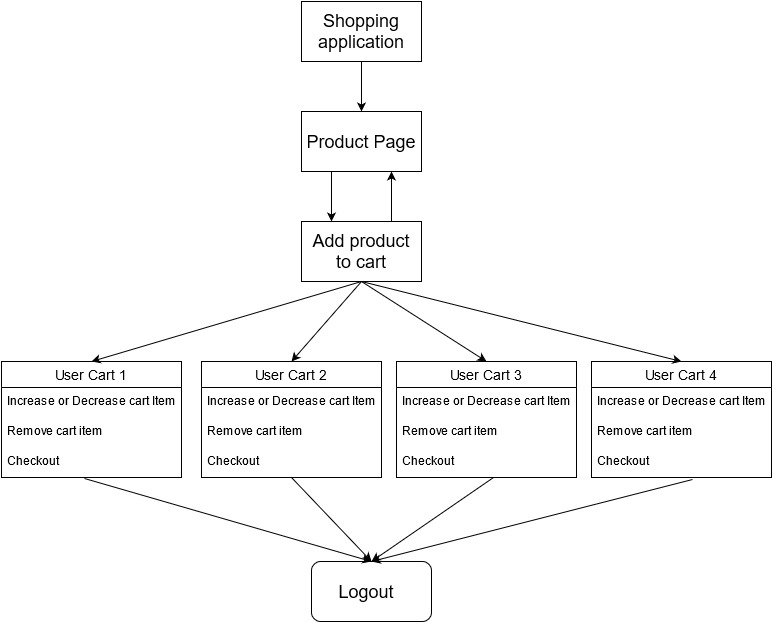 Shopping
application
Product Page
Add product
to cart
User Cart 1
Increase or Decrease cart Item
Remove cart item
Checkout
User Cart 2
Increase or Decrease cart Item
Remove cart item
Checkout
User Cart 3
Increase or Decrease cart Item
Remove cart item
Checkout
User Cart 4
Increase or Decrease cart Item
Remove cart item
Checkout
Logout